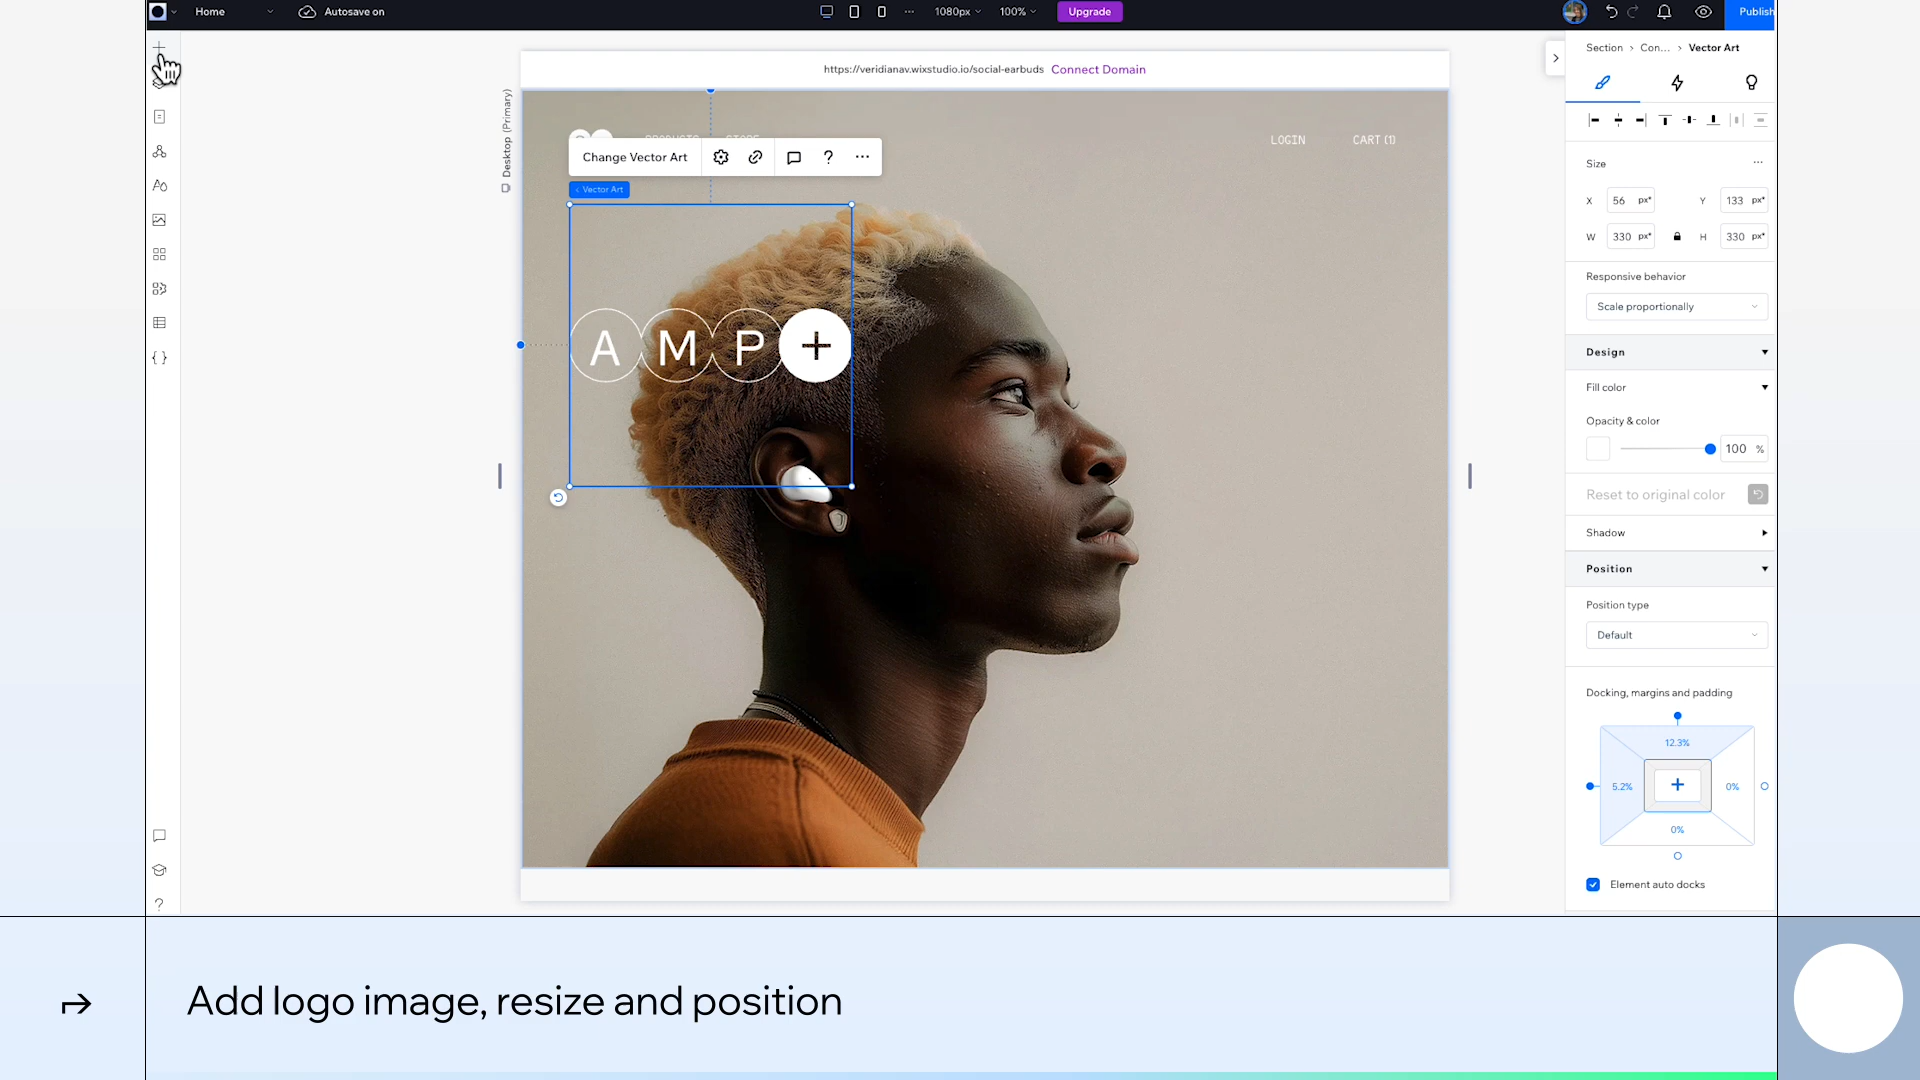 Home
Autosave on
1080px
100%
Upgrade
Publish
https://veridianav.wixstudio.io/social-earbuds Connect Domain
Section > Con... > Vector Art
Desktop (Primary)
PRODUCTS STORE
LOGIN CART (1)
Change Vector Art
?
< Vector Art
A M P +
Size
X 56 px* Y 133 px*
W 330 px* H 330 px*
Responsive behavior
Scale proportionally
Design
Fill color
Opacity & color
100 %
Reset to original color
Shadow
Position
Position type
Default
Docking, margins and padding
12.3%
5.2%
0%
0%
Element auto docks
?
Add logo image, resize and position